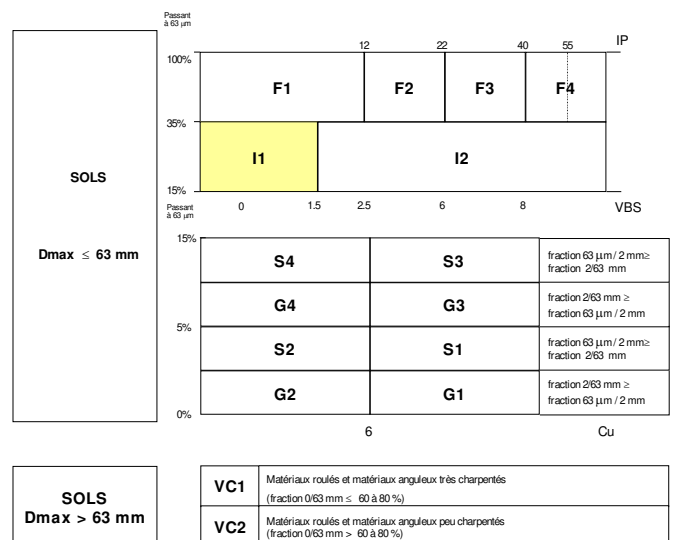 Passant
à 63 µm
IP
12 22 40 55
100%
F1 F2 F3 F4
35%
I1 I2
SOLS
15%
Passant
à 63 µm
0 1.5 2.5 6 8 VBS
15%
Dmax ≤ 63 mm
S4 S3 fraction 63 µm / 2 mm≥
fraction 2/63 mm
G4 G3 fraction 2/63 mm ≥
fraction 63 µm / 2 mm
5%
S2 S1 fraction 63 µm / 2 mm≥
fraction 2/63 mm
G2 G1 fraction 2/63 mm ≥
fraction 63 µm / 2 mm
0%
6 Cu
SOLS
Dmax > 63 mm
VC1 Matériaux roulés et matériaux anguleux très charpentés
(fraction 0/63 mm ≤ 60 à 80 %)
VC2 Matériaux roulés et matériaux anguleux peu charpentés
(fraction 0/63 mm > 60 à 80 %)